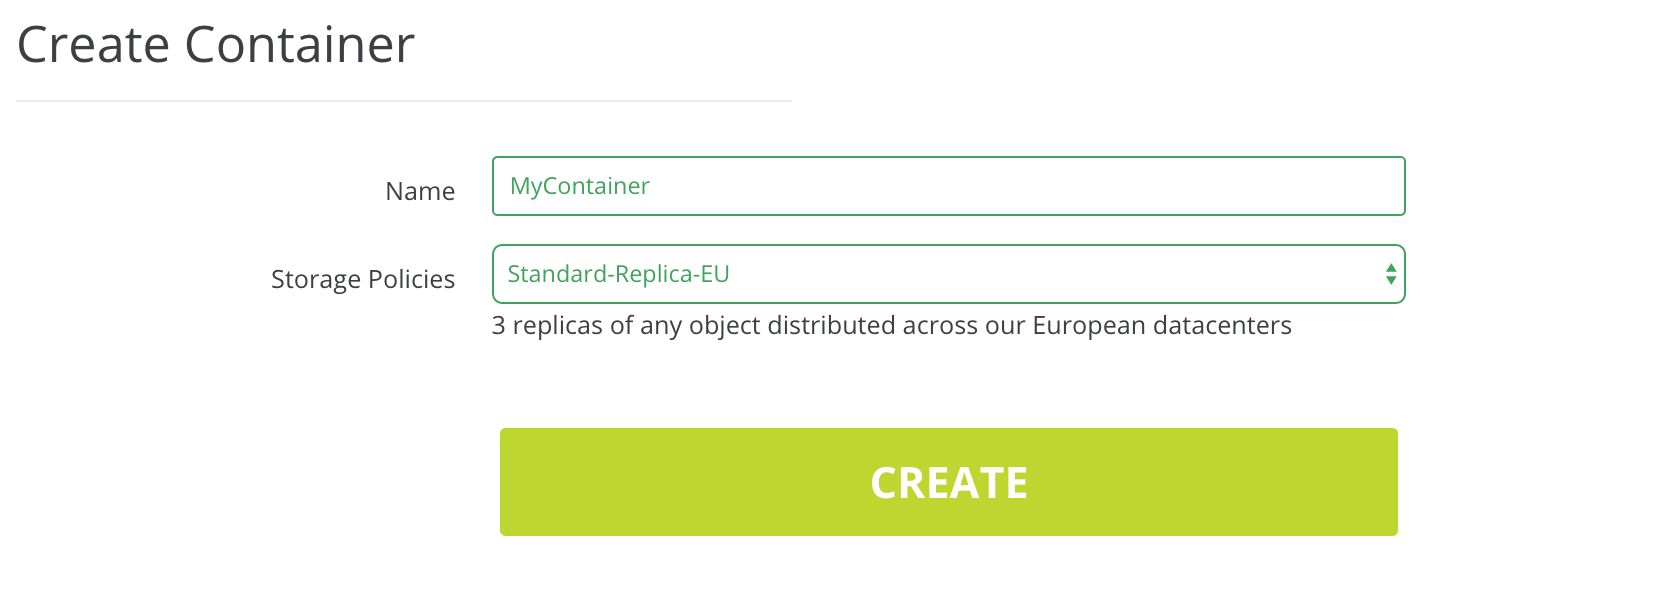 Create Container
Name
MyContainer
Storage Policies
Standard-Replica-EU
3 replicas of any object distributed across our European datacenters
CREATE